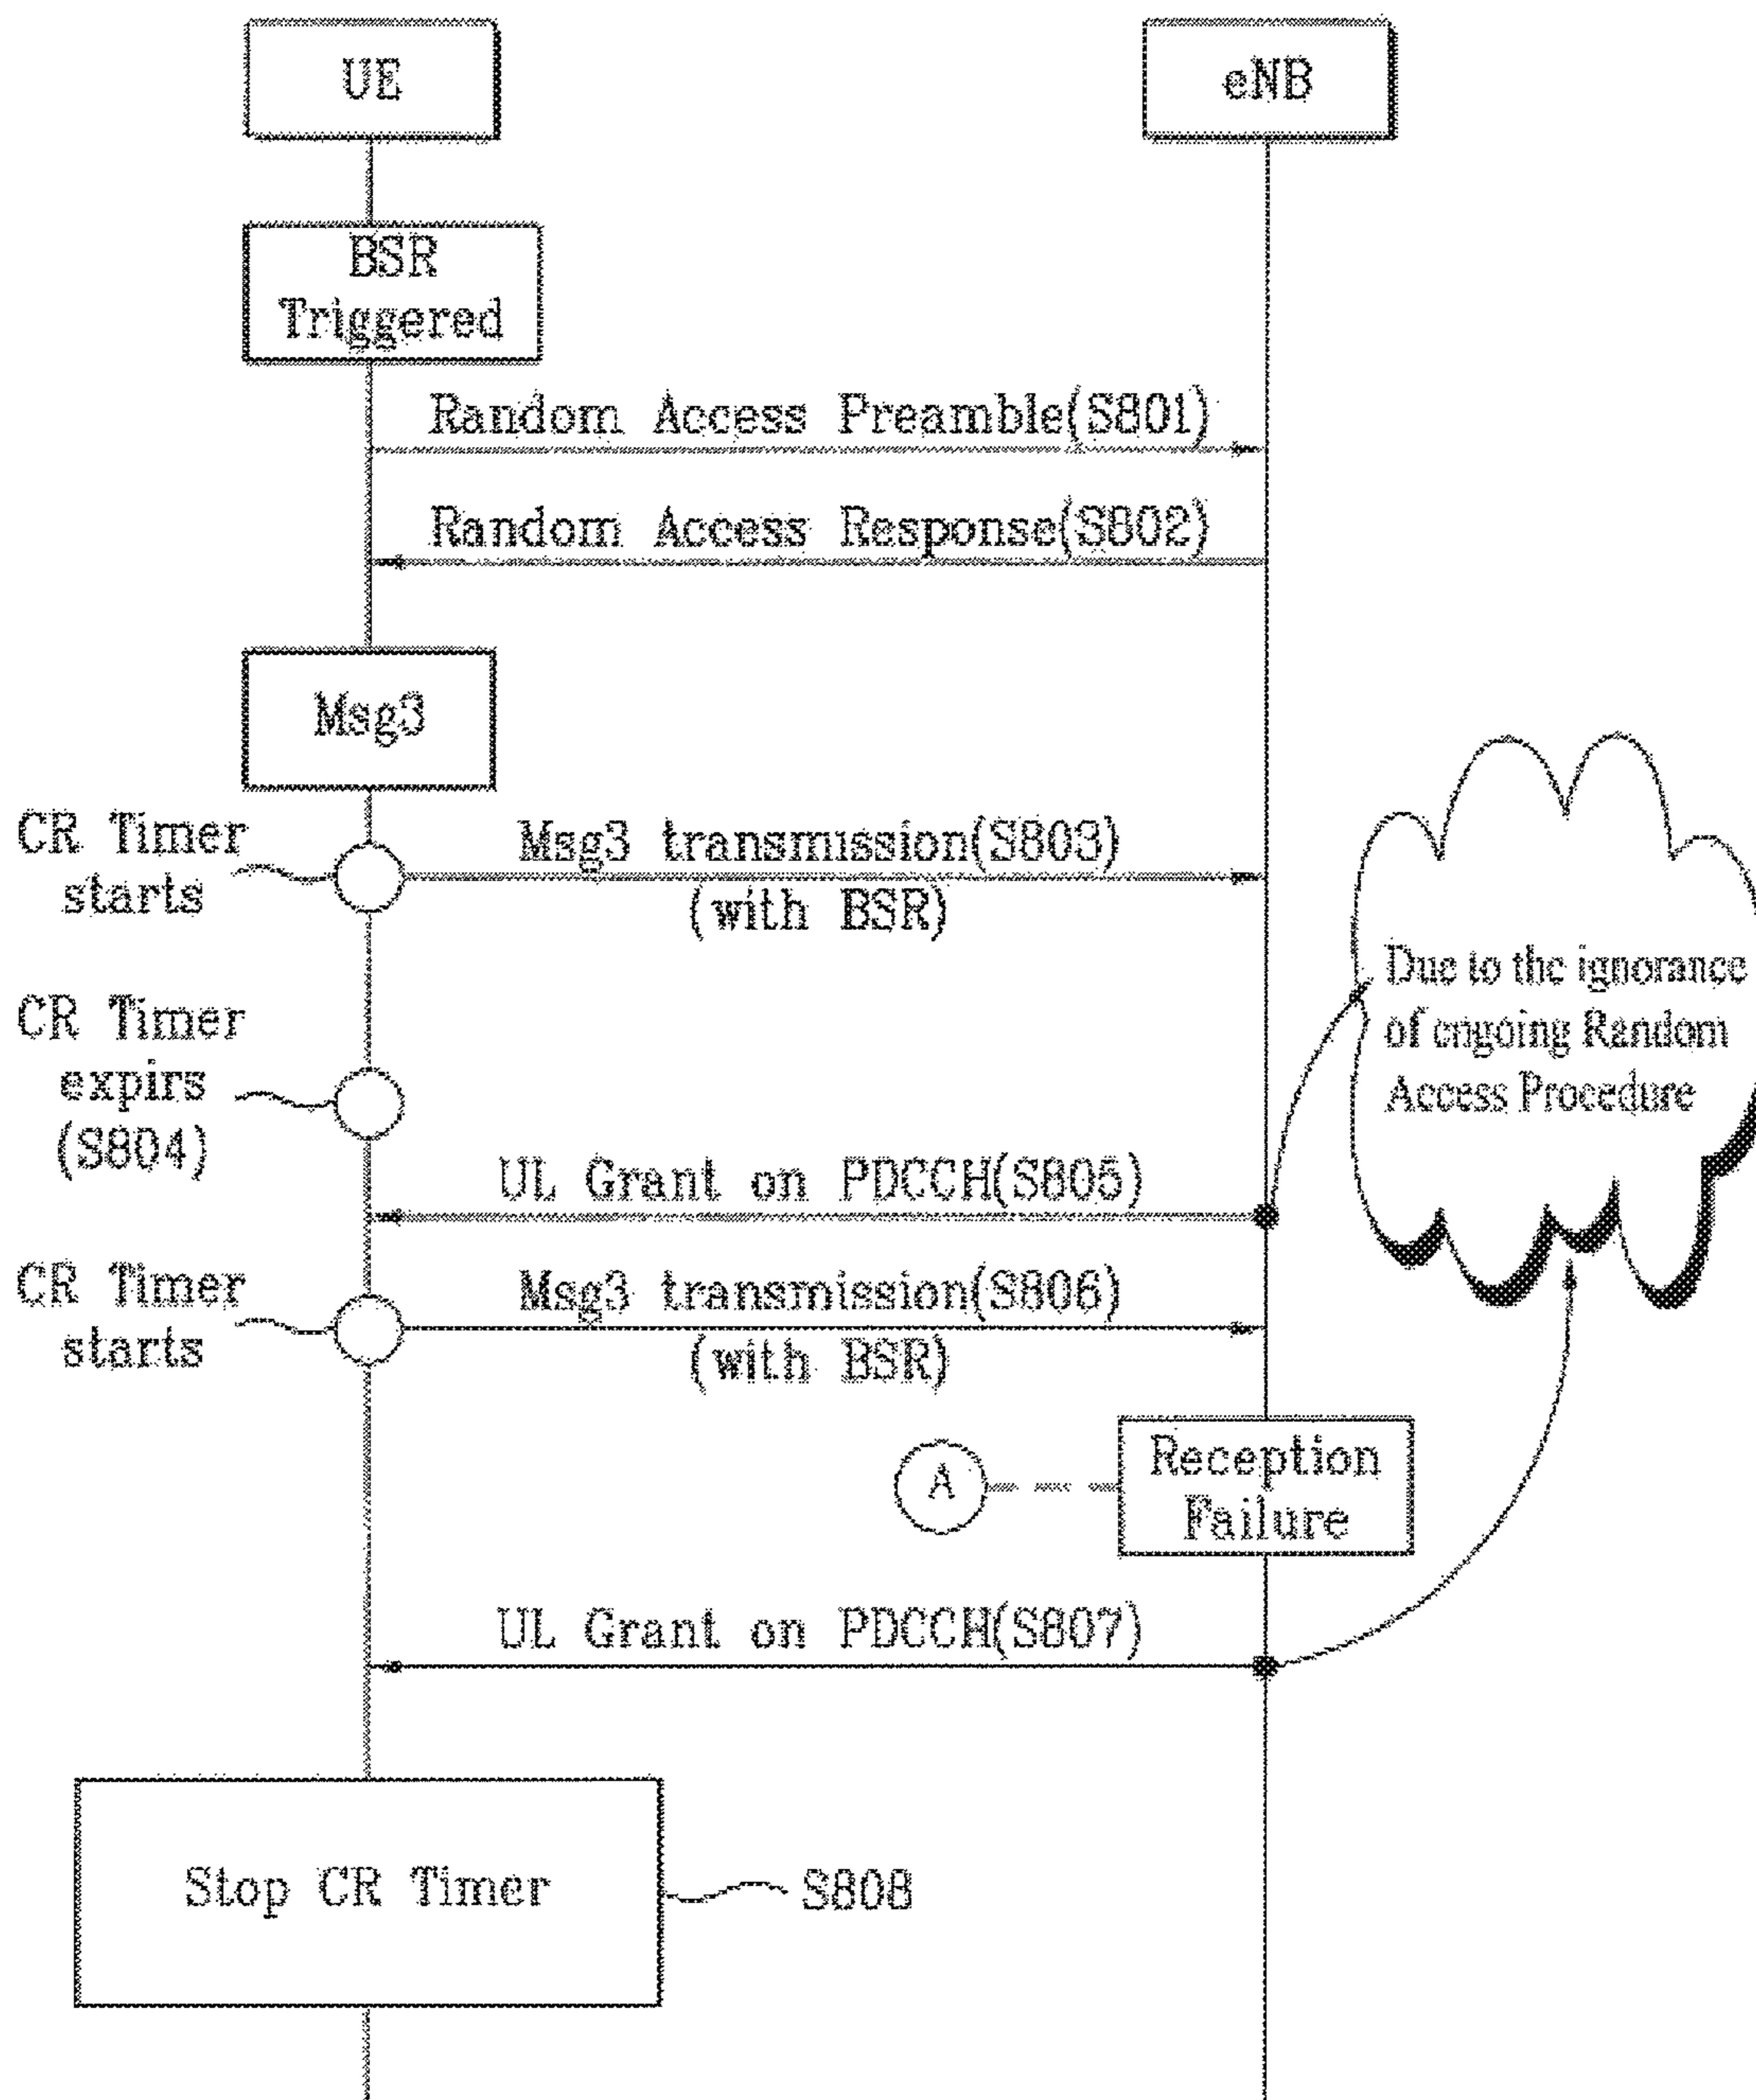 UE
eNB
BSR
Triggered
Random Access Preamble(S801)
Random Access Response(S802)
Msg3
CR Timer
starts
Msg3 transmission(S803)
(with BSR)
Due to the ignorance
of ongoing Random
Access Procedure
CR Timer
expirs
(S804)
UL Grant on PDCCH(S805)
CR Timer
starts
Msg3 transmission(S806)
(with BSR)
A
Reception
Failure
UL Grant on PDCCH(S807)
Stop CR Timer
S808